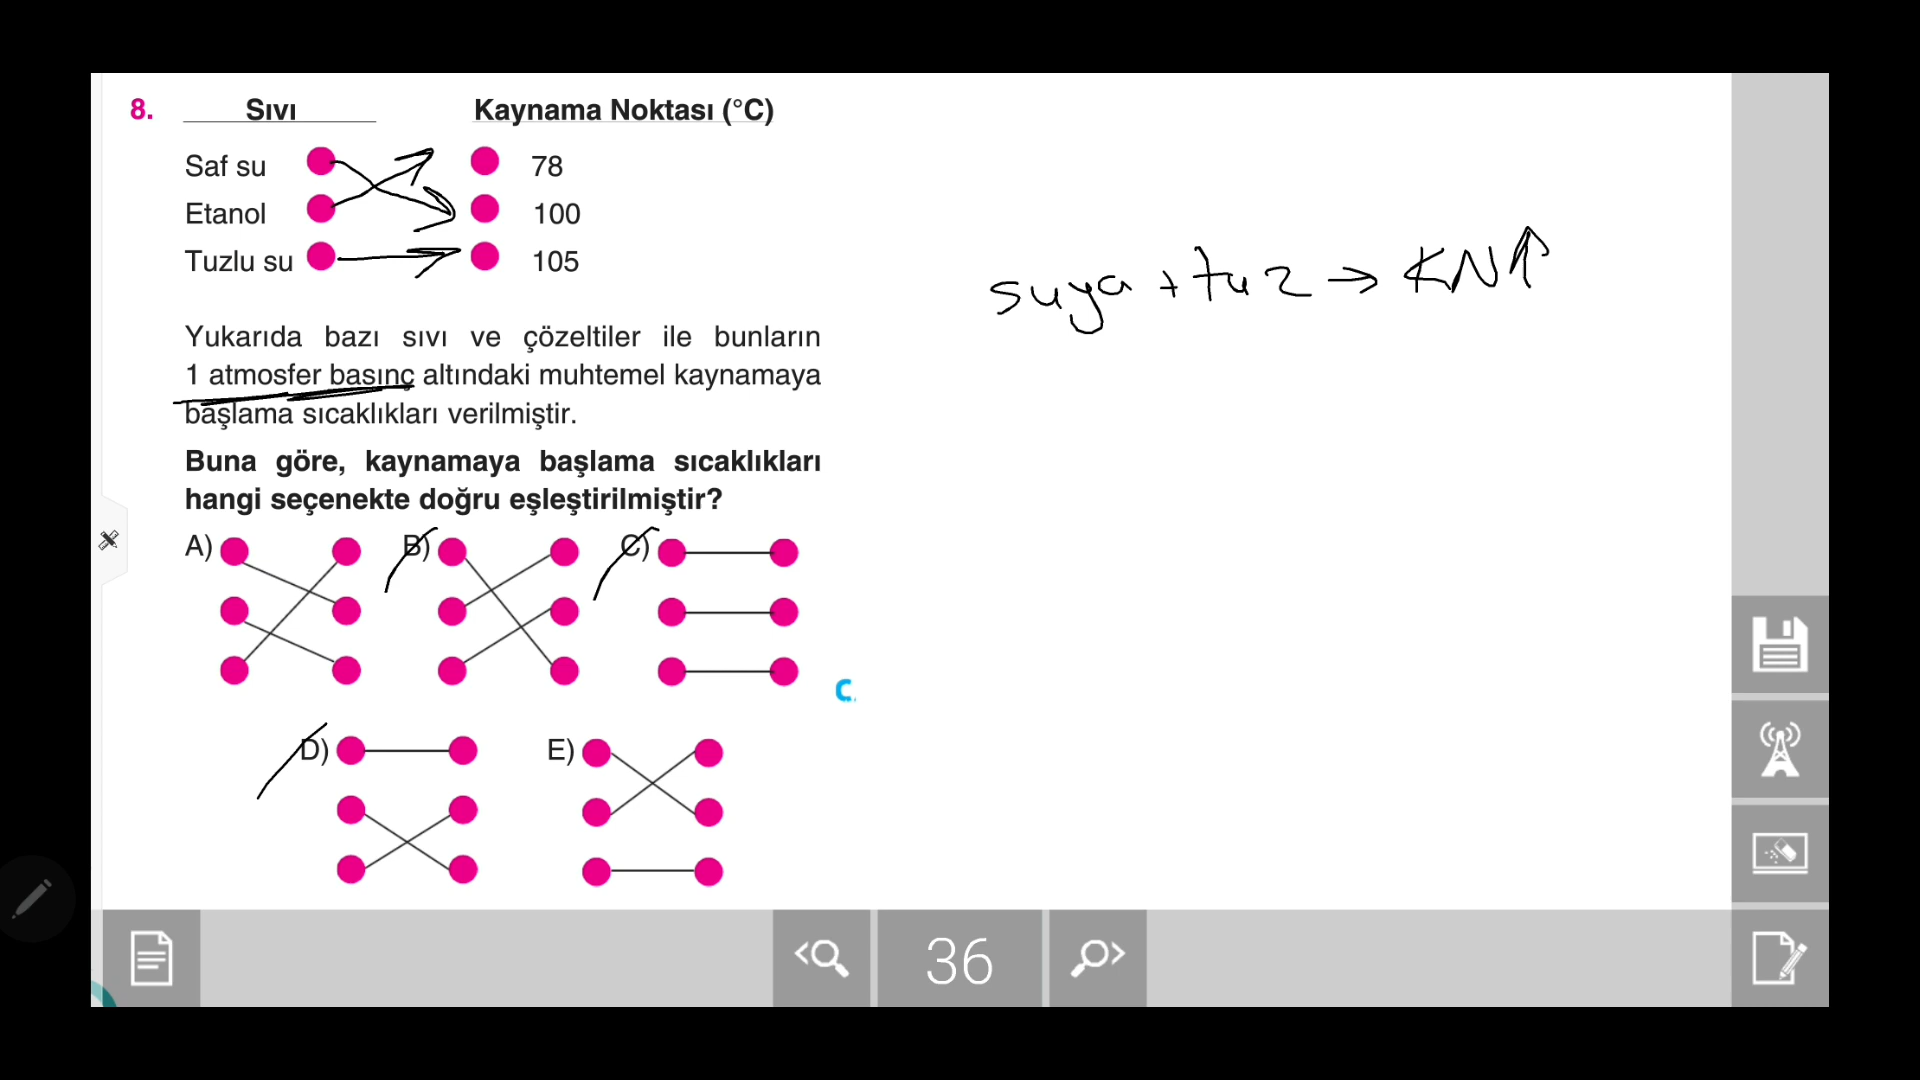 8. Sıvı Kaynama Noktası (°C)
Saf su 78
Etanol 100
Tuzlu su 105
suya + tuz → KN↑
Yukarıda bazı sıvı ve çözeltiler ile bunların
1 atmosfer basınç altındaki muhtemel kaynamaya
başlama sıcaklıkları verilmiştir.
Buna göre, kaynamaya başlama sıcaklıkları
hangi seçenekte doğru eşleştirilmiştir?
A) B) C)
C.
D) E)
36